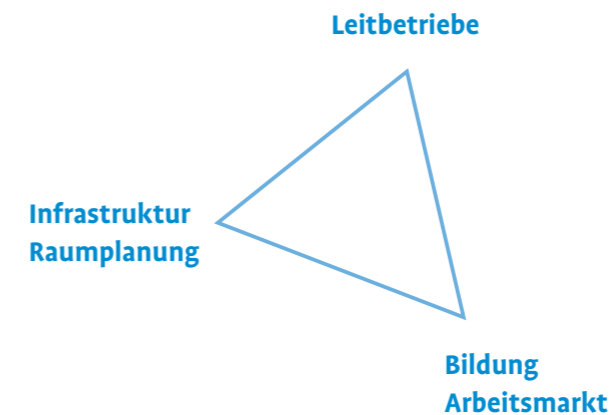 Leitbetriebe
Infrastruktur
Raumplanung
Bildung
Arbeitsmarkt